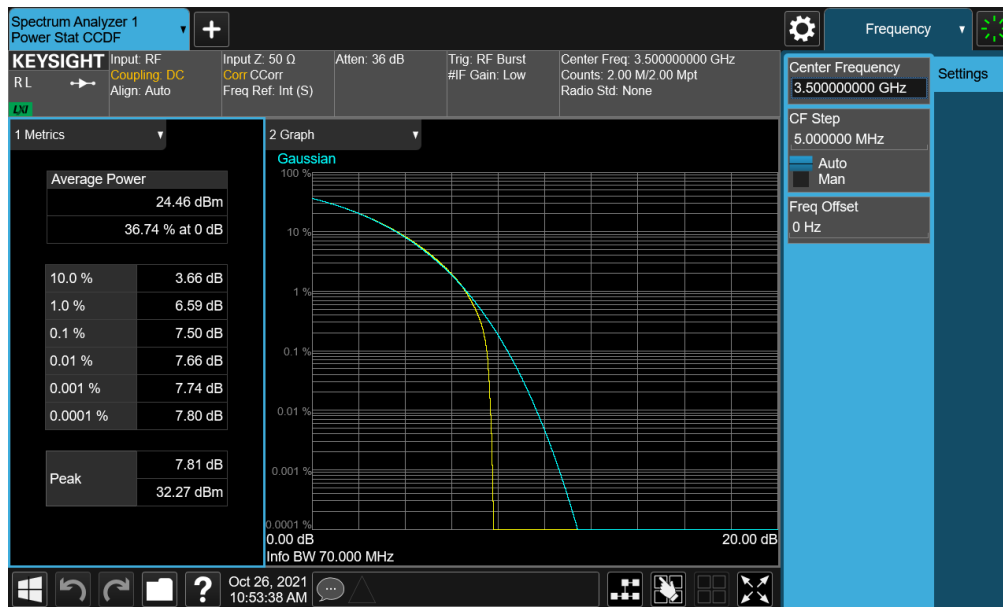 Spectrum Analyzer 1
Power Stat CCDF
+
Frequency
KEYSIGHT
RL
LXI
Input: RF
Coupling: DC
Align: Auto
Input Z: 50 Ω
Corr CCorr
Freq Ref: Int (S)
Atten: 36 dB
Trig: RF Burst
#IF Gain: Low
Center Freq: 3.500000000 GHz
Counts: 2.00 M/2.00 Mpt
Radio Std: None
Center Frequency
3.500000000 GHz
Settings
CF Step
5.000000 MHz
Auto
Man
Freq Offset
0 Hz
1 Metrics
Average Power
24.46 dBm
36.74 % at 0 dB
10.0 % 3.66 dB
1.0 % 6.59 dB
0.1 % 7.50 dB
0.01 % 7.66 dB
0.001 % 7.74 dB
0.0001 % 7.80 dB
Peak
7.81 dB
32.27 dBm
2 Graph
Gaussian
100 %
10 %
1 %
0.1 %
0.01 %
0.001 %
0.0001 %
0.00 dB 20.00 dB
Info BW 70.000 MHz
?
Oct 26, 2021
10:53:38 AM